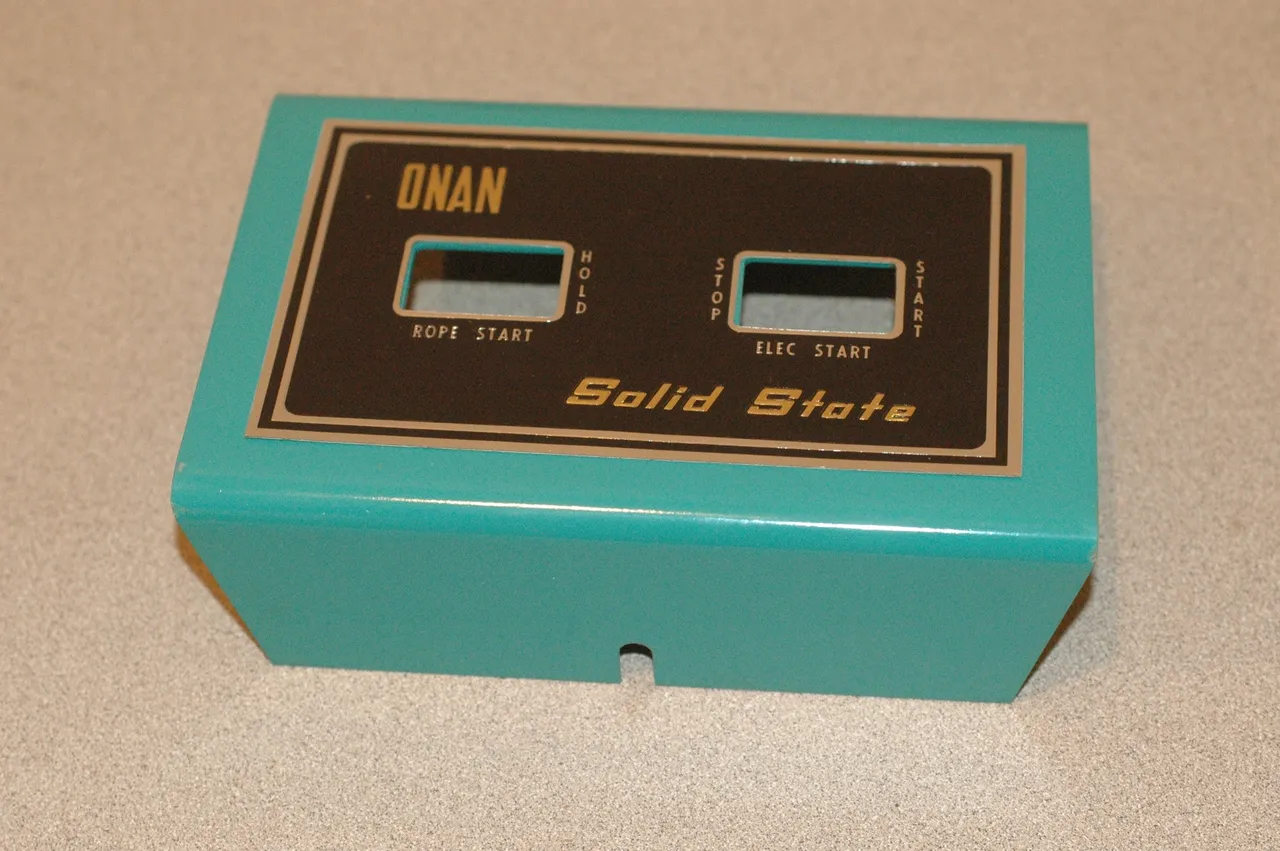 ONAN
HOLD
ROPE START
STOP
START
ELEC START
Solid State